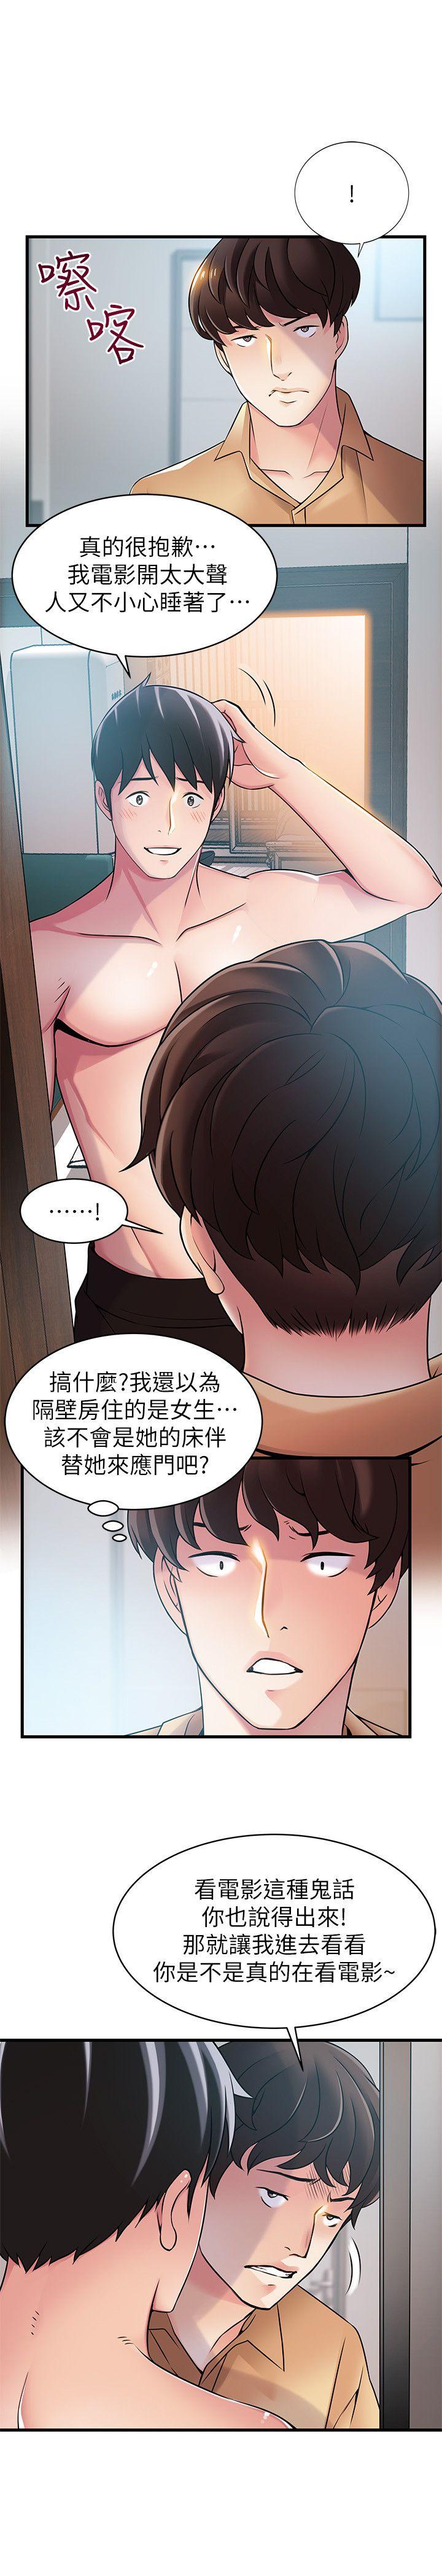 !
嚓
喀
真的很抱歉…
我電影開太大聲
人又不小心睡著了…
……!
搞什麼?我還以為
隔壁房住的是女生…
該不會是她的床伴
替她來應門吧?
看電影這種鬼話
你也說得出來!
那就讓我進去看看
你是不是真的在看電影~